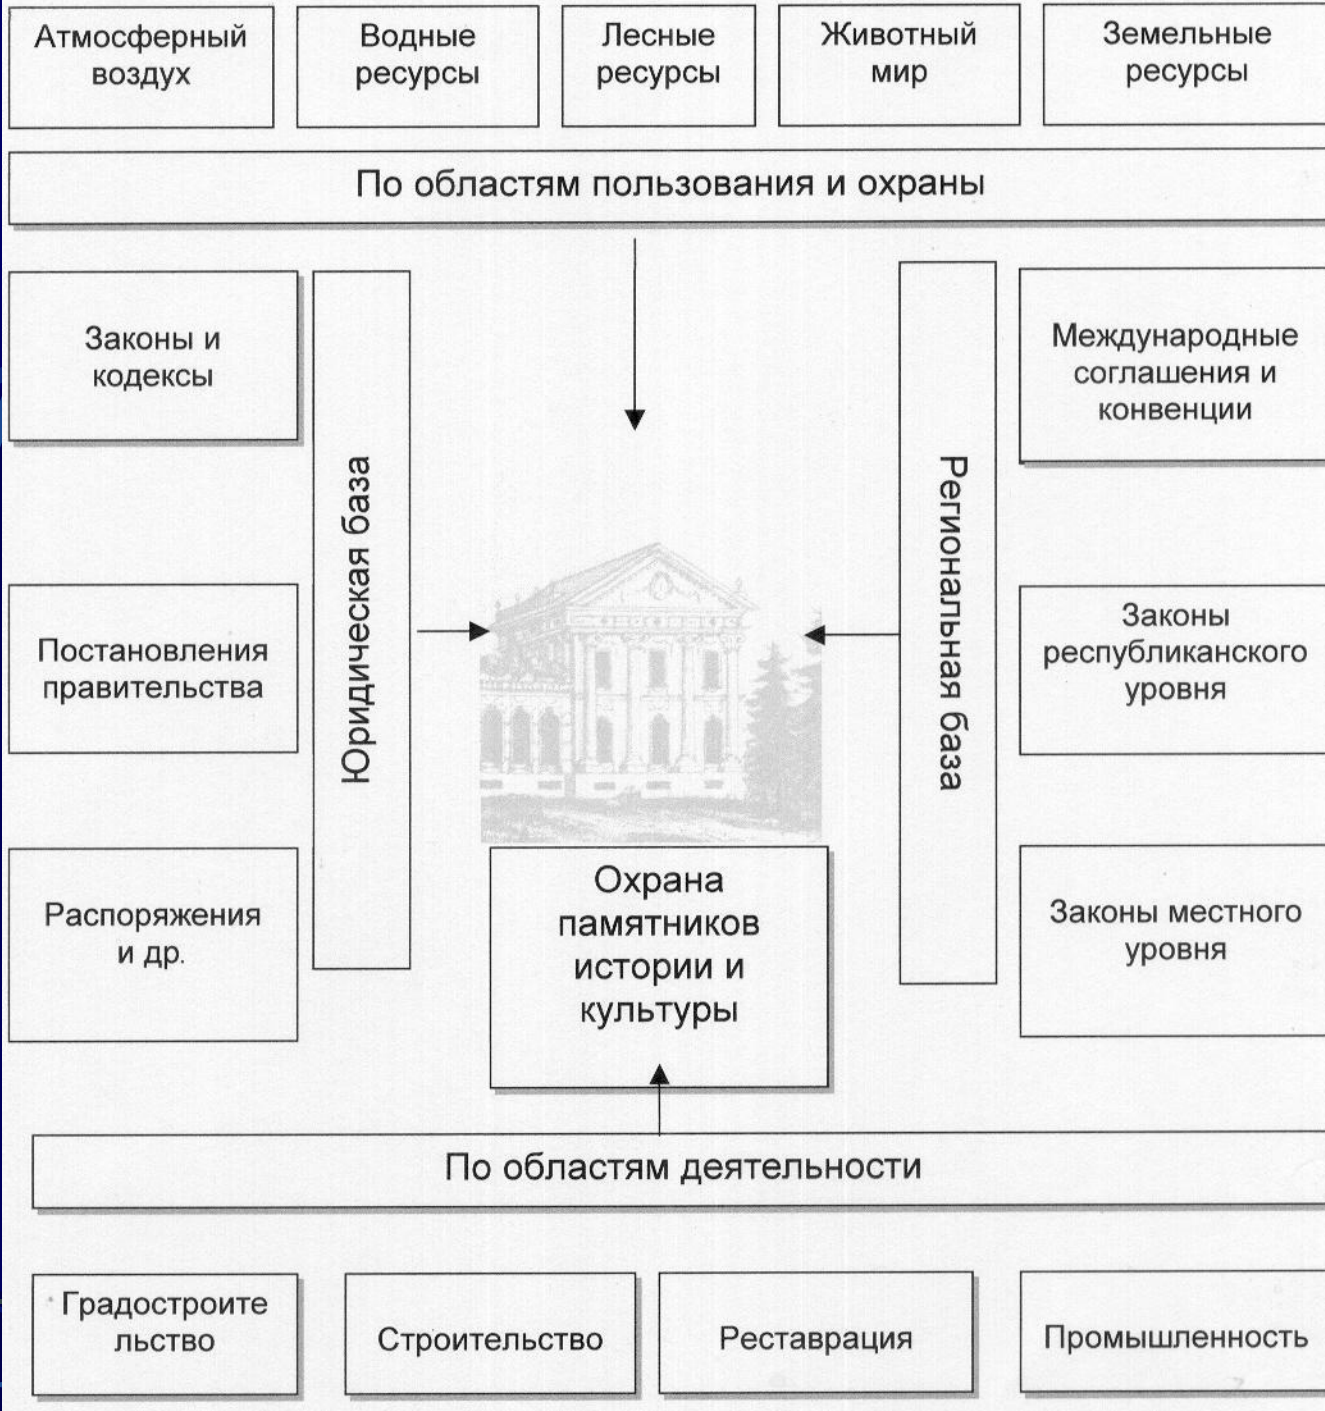 Атмосферный
воздух
Водные
ресурсы
Лесные
ресурсы
Животный
мир
Земельные
ресурсы
По областям пользования и охраны
Законы и
кодексы
Постановления
правительства
Распоряжения
и др.
Юридическая база
Региональная база
Международные
соглашения и
конвенции
Законы
республиканского
уровня
Законы местного
уровня
Охрана
памятников
истории и
культуры
По областям деятельности
Градостроите
льство
Строительство
Реставрация
Промышленность